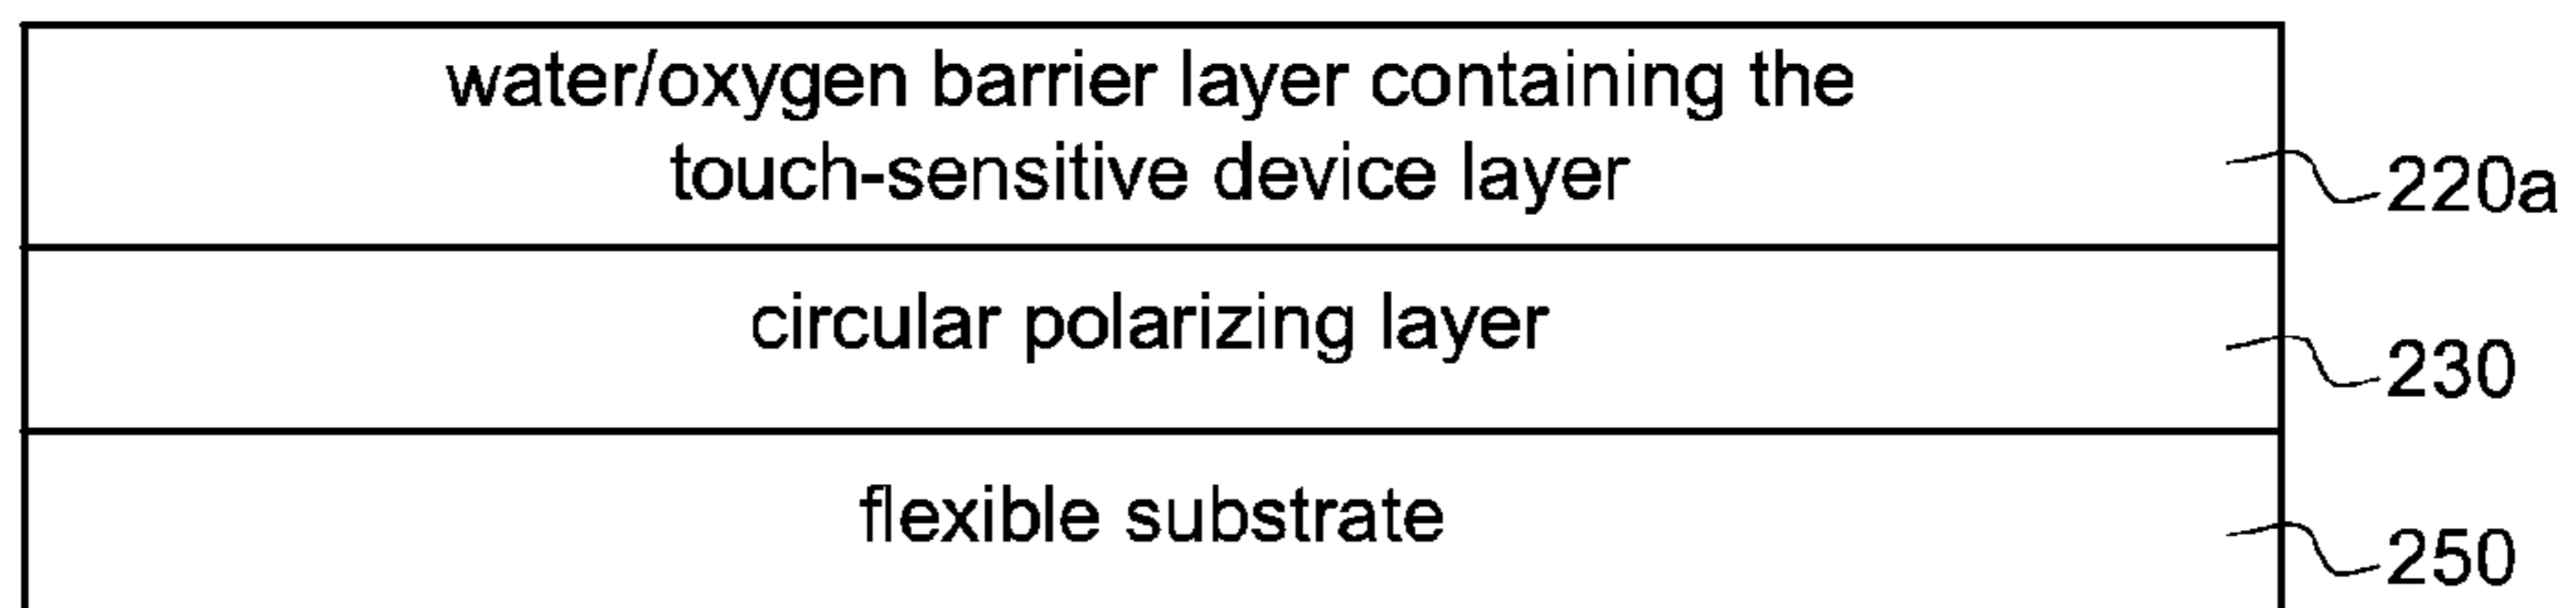 water/oxygen barrier layer containing the
touch-sensitive device layer
220a
circular polarizing layer
230
flexible substrate
250